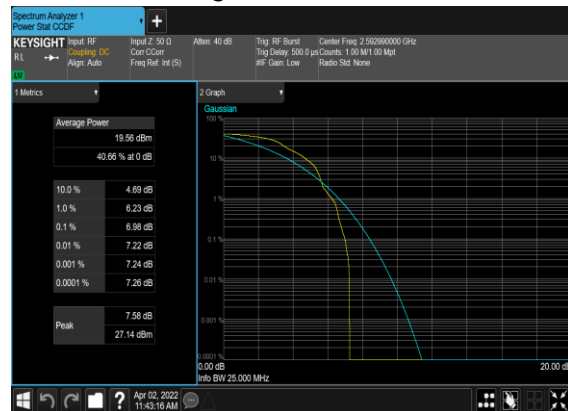 Spectrum Analyzer 1
Power Stat CCDF
+
KEYSIGHT
RL
Input: RF
Coupling: DC
Align: Auto
Input Z: 50 Ω
Corr CCorr
Freq Ref: Int (S)
Atten: 40 dB
Trig: RF Burst
Trig Delay: 500.0 µs
#IF Gain: Low
Center Freq: 2.592990000 GHz
Counts: 1.00 M/1.00 Mpt
Radio Std: None
1 Metrics
Average Power
19.56 dBm
40.66 % at 0 dB
10.0 % 4.69 dB
1.0 % 6.23 dB
0.1 % 6.98 dB
0.01 % 7.22 dB
0.001 % 7.24 dB
0.0001 % 7.26 dB
Peak
7.58 dB
27.14 dBm
2 Graph
Gaussian
100 %
10 %
1 %
0.1 %
0.01 %
0.001 %
0.0001 %
0.00 dB
20.00 dB
Info BW 25.000 MHz
?
Apr 02, 2022
11:43:16 AM